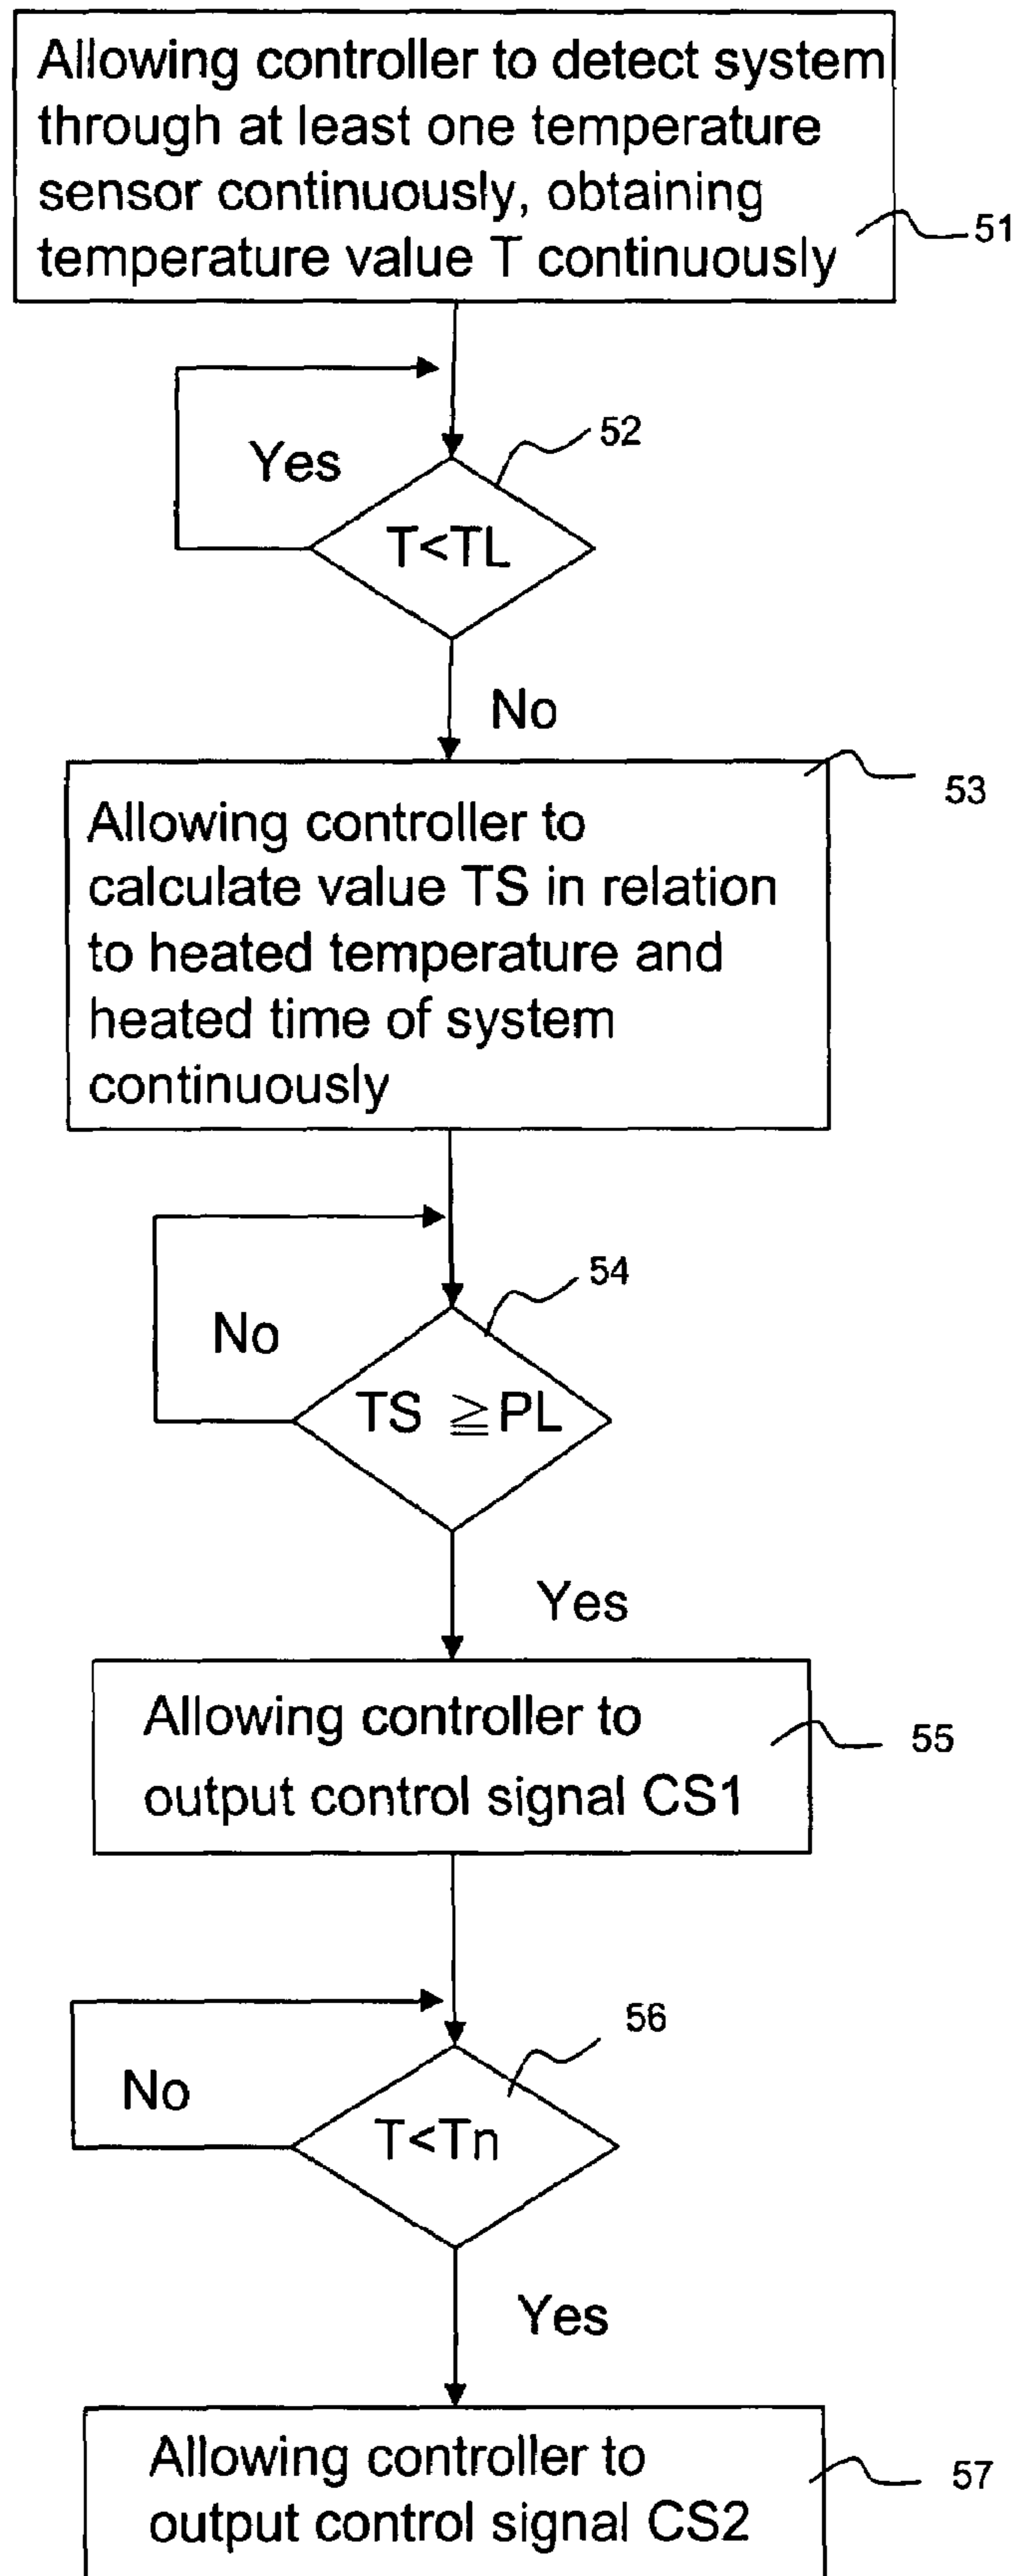 Allowing controller to detect system
through at least one temperature
sensor continuously, obtaining
temperature value T continuously
51
52
Yes
T<TL
No
53
Allowing controller to
calculate value TS in relation
to heated temperature and
heated time of system
continuously
54
No
TS ≧PL
Yes
Allowing controller to
output control signal CS1
55
56
No
T<Tn
Yes
Allowing controller to
output control signal CS2
57